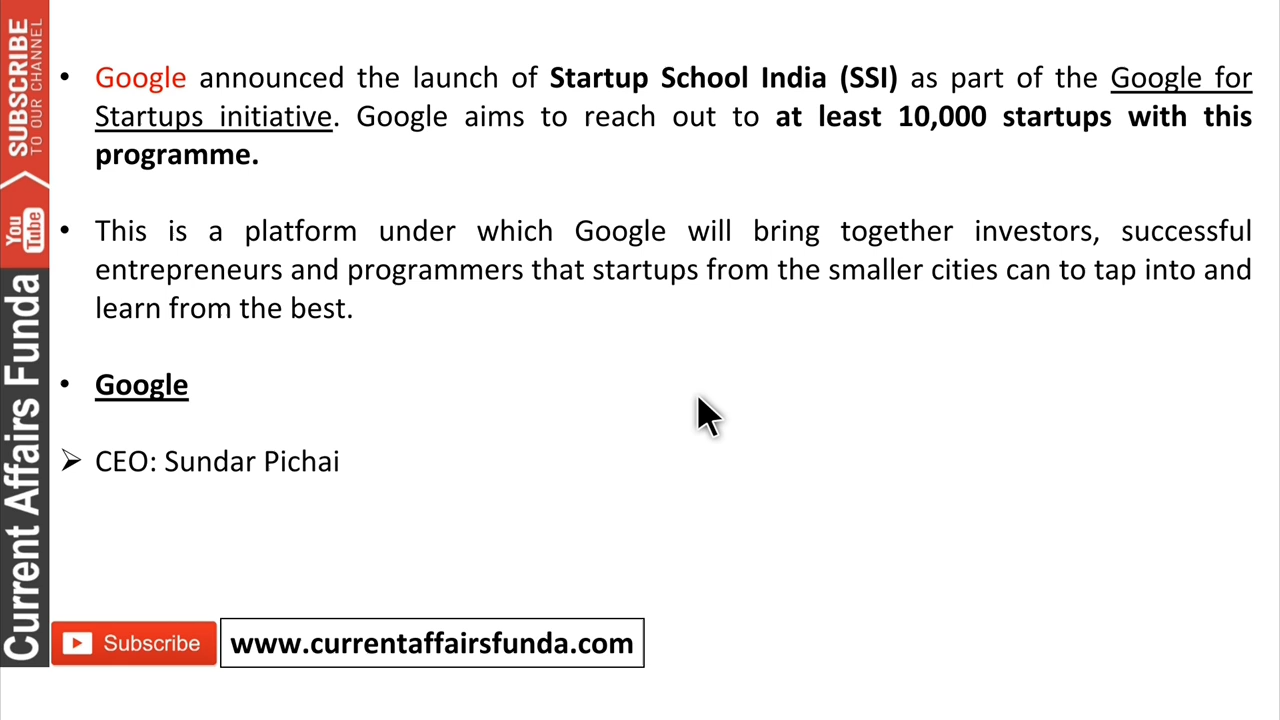 • Google announced the launch of Startup School India (SSI) as part of the Google for
Startups initiative. Google aims to reach out to at least 10,000 startups with this
programme.
• This is a platform under which Google will bring together investors, successful
entrepreneurs and programmers that startups from the smaller cities can to tap into and
learn from the best.
• Google
➢ CEO: Sundar Pichai
SUBSCRIBE
TO OUR CHANNEL
You
Tube
Current Affairs Funda
Subscribe
www.currentaffairsfunda.com